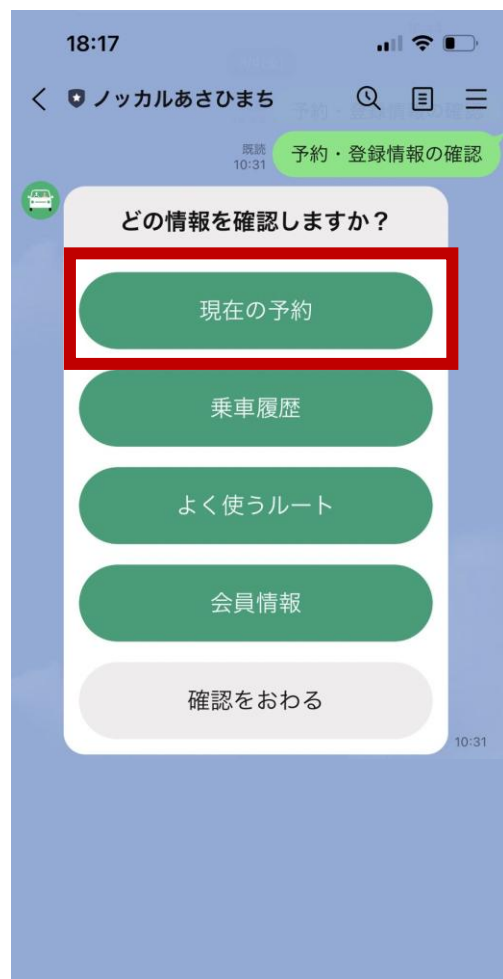 18:17
ノッカルあさひまち
既読
10:31
予約・登録情報の確認
どの情報を確認しますか？
現在の予約
乗車履歴
よく使うルート
会員情報
確認をおわる
10:31